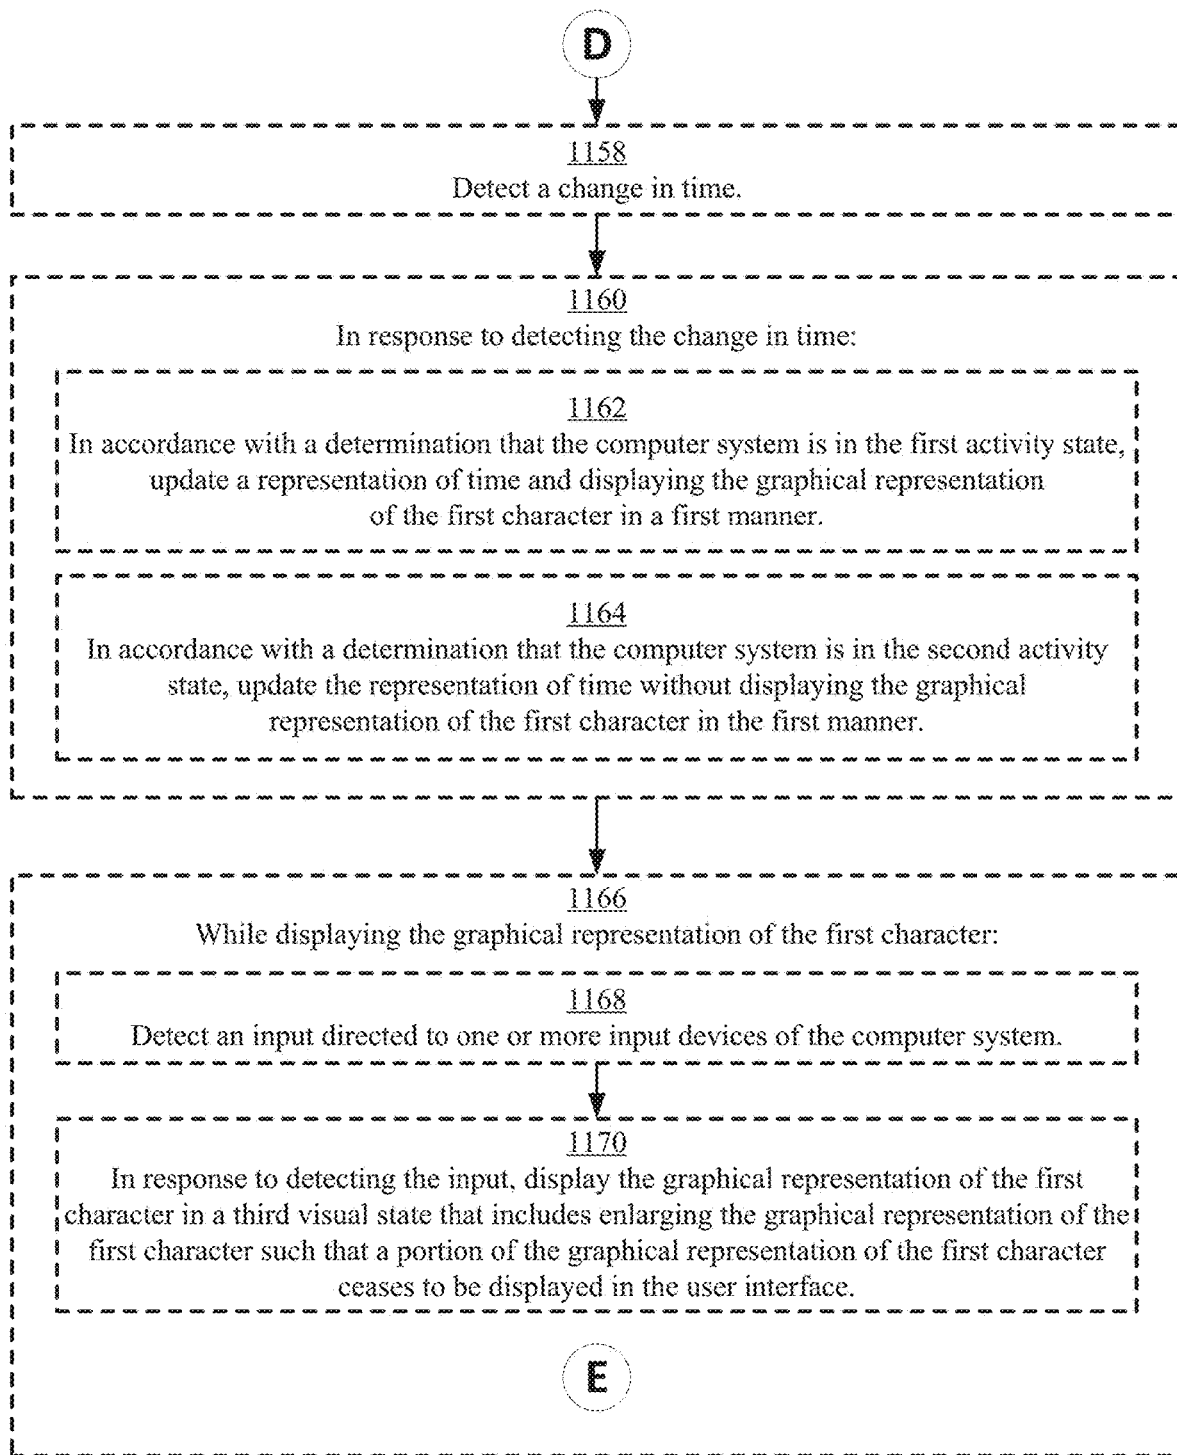 D
1158
Detect a change in time.
1160
In response to detecting the change in time:
1162
In accordance with a determination that the computer system is in the first activity state,
update a representation of time and displaying the graphical representation
of the first character in a first manner.
1164
In accordance with a determination that the computer system is in the second activity
state, update the representation of time without displaying the graphical
representation of the first character in the first manner.
1166
While displaying the graphical representation of the first character:
1168
Detect an input directed to one or more input devices of the computer system.
1170
In response to detecting the input, display the graphical representation of the first
character in a third visual state that includes enlarging the graphical representation of the
first character such that a portion of the graphical representation of the first character
ceases to be displayed in the user interface.
E